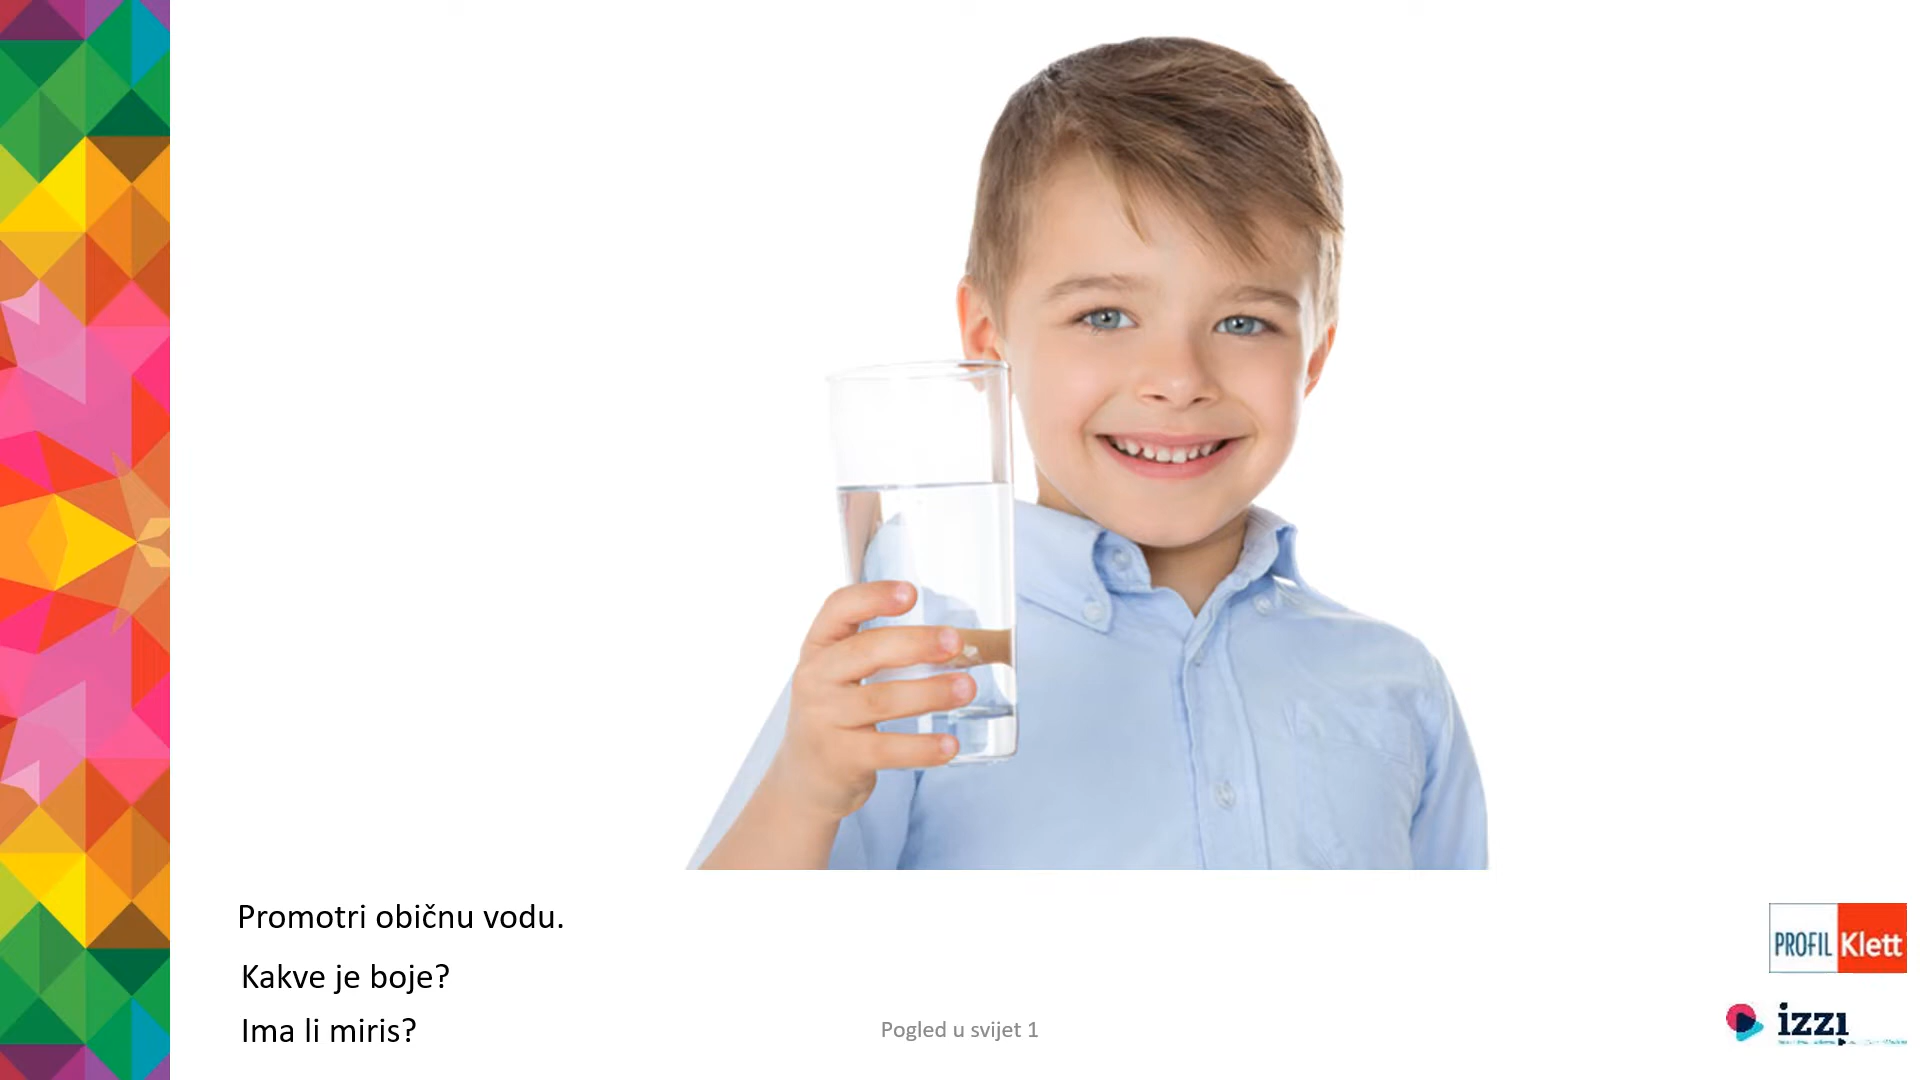 Promotri običnu vodu.
Kakve je boje?
Ima li miris?
Pogled u svijet 1
PROFIL Klett
izzi